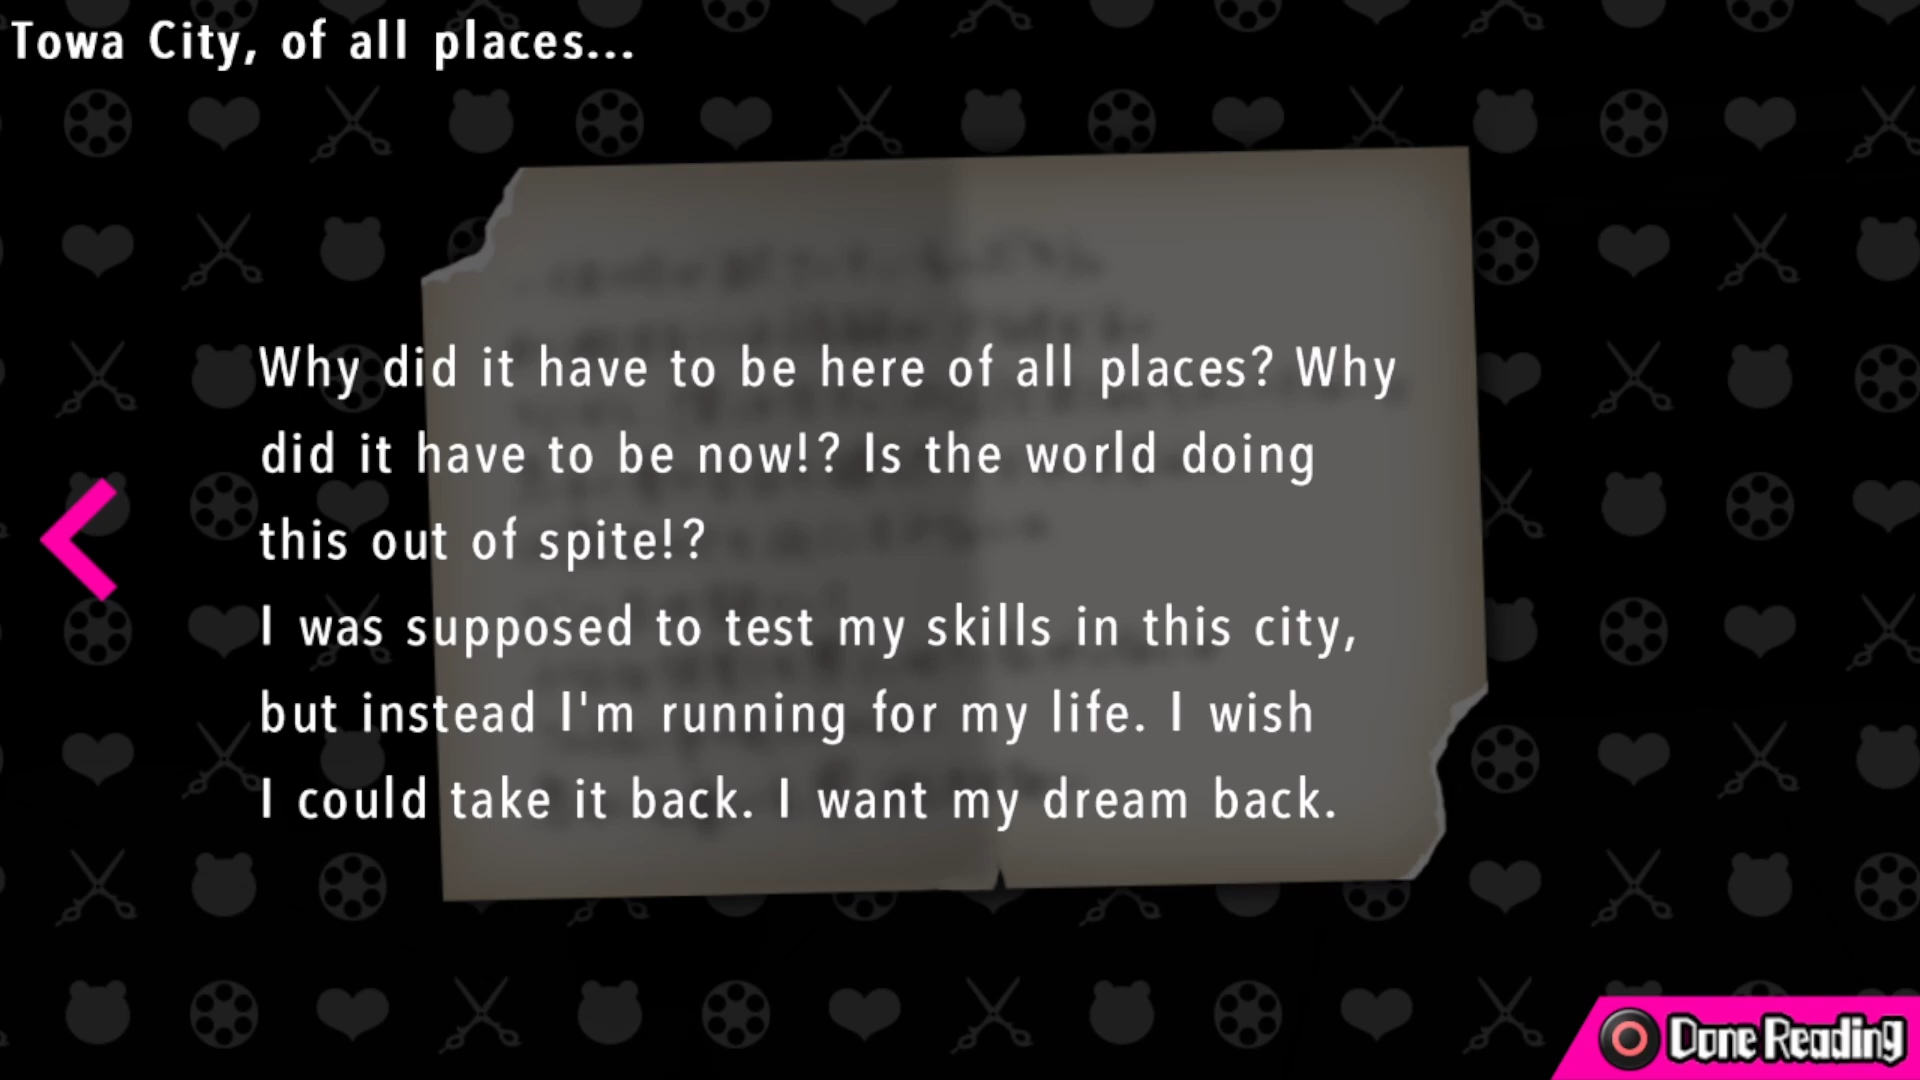 Towa City, of all places...
Why did it have to be here of all places? Why
did it have to be now!? Is the world doing
this out of spite!?
I was supposed to test my skills in this city,
but instead I'm running for my life. I wish
I could take it back. I want my dream back.
Done Reading